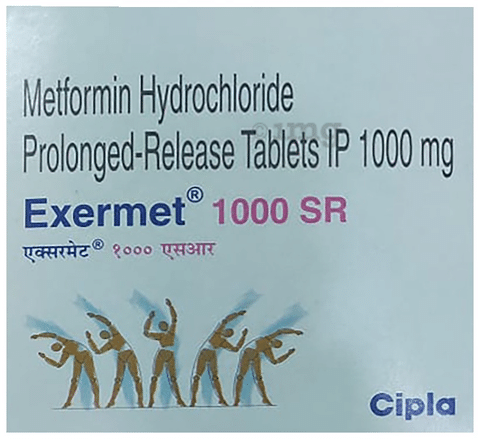 Metformin Hydrochloride
Prolonged-Release Tablets IP 1000 mg
Exermet® 1000 SR
एक्सरमेट® १००० एसआर
Cipla